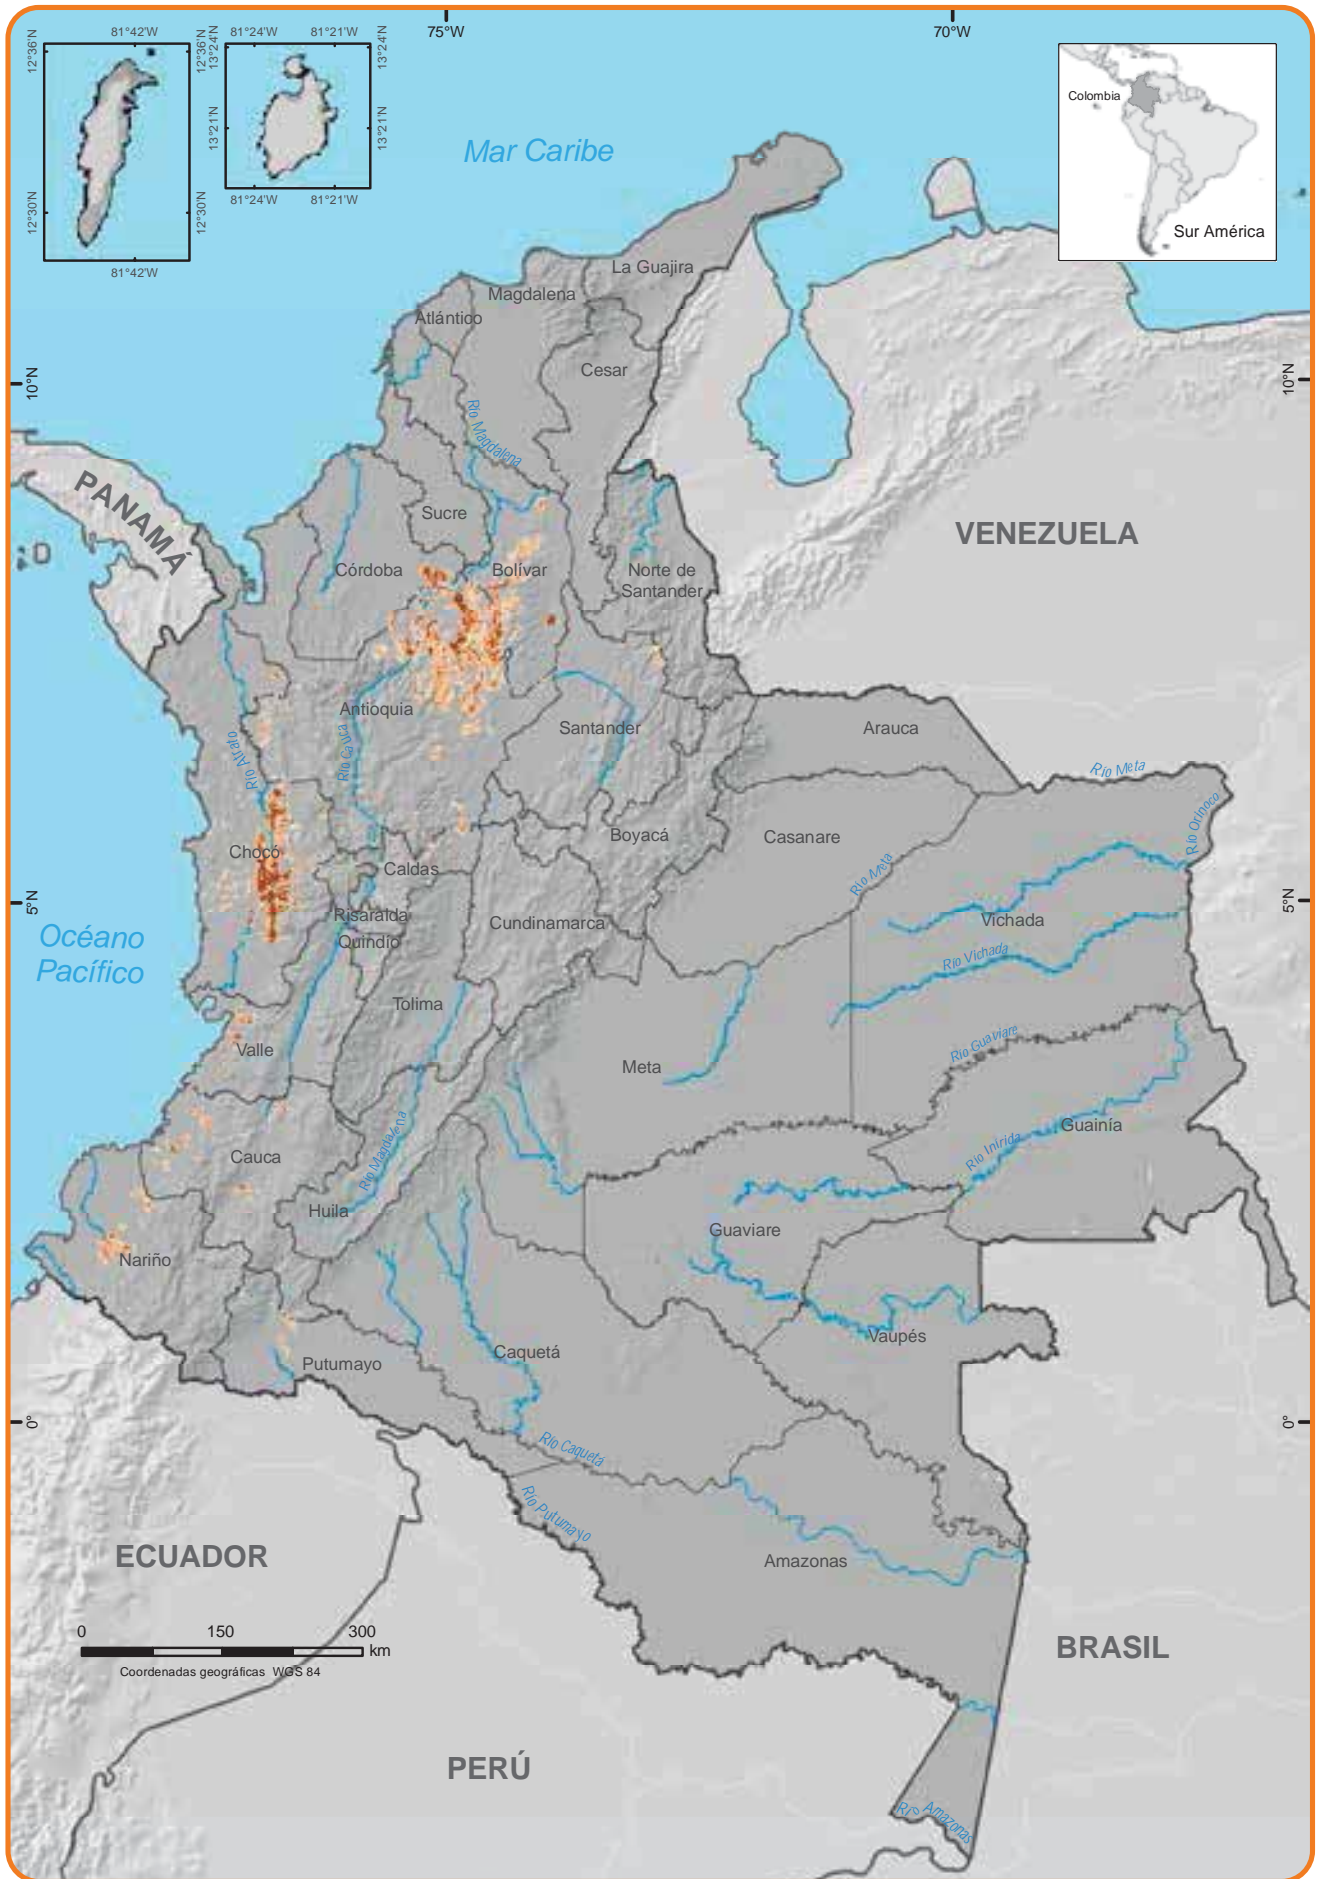 75°W
70°W
81°42'W
81°24'W
81°21'W
12°36'N
12°36'N
13°24'N
13°24'N
13°21'N
13°21'N
12°30'N
12°30'N
81°24'W
81°21'W
81°42'W
Colombia
Sur América
Mar Caribe
La Guajira
Magdalena
Atlántico
Cesar
10°N
10°N
Río Magdalena
PANAMÁ
Sucre
VENEZUELA
Córdoba
Bolívar
Norte de
Santander
Antioquia
Santander
Arauca
Río Atrato
Río Cauca
Río Meta
Río Orinoco
Chocó
Boyacá
Casanare
Caldas
Río Meta
5°N
5°N
Risaralda
Cundinamarca
Vichada
Quindío
Océano
Pacífico
Río Vichada
Tolima
Valle
Meta
Río Guaviare
Guainía
Río Inírida
Cauca
Río Magdalena
Huila
Guaviare
Nariño
Vaupés
Caquetá
Putumayo
0°
0°
Río Caquetá
Río Putumayo
ECUADOR
Amazonas
0
150
300
km
Coordenadas geográficas WGS 84
BRASIL
PERÚ
Río Amazonas